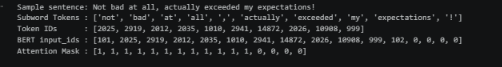 Sample sentence: Not bad at all, actually exceeded my expectations!
Subword Tokens : ['not', 'bad', 'at', 'all', ',', 'actually', 'exceeded', 'my', 'expectations', '!']
Token IDs : [2025, 2919, 2012, 2035, 1010, 2941, 14872, 2026, 10908, 999]
BERT input_ids : [101, 2025, 2919, 2012, 2035, 1010, 2941, 14872, 2026, 10908, 999, 102, 0, 0, 0, 0]
Attention Mask : [1, 1, 1, 1, 1, 1, 1, 1, 1, 1, 1, 1, 0, 0, 0, 0]